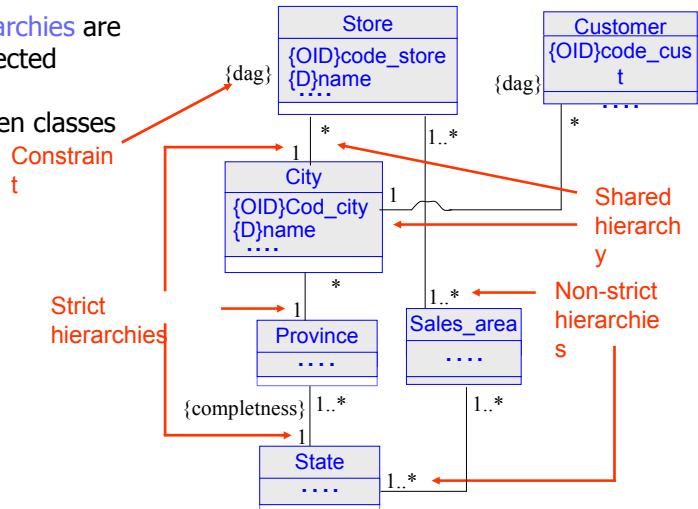 archies are
ected
en classes
Constrain
t
Store
{OID}code_store
{D}name
....
{dag}
Customer
{OID}code_cus
t
....
{dag}
*
1..*
*
1
City
{OID}Cod_city
{D}name
....
1
Shared
hierarch
y
*
1
Strict
hierarchies
Province
....
1..*
Sales_area
....
Non-strict
hierarchie
s
{completness}
1..*
1..*
1
State
....
1..*